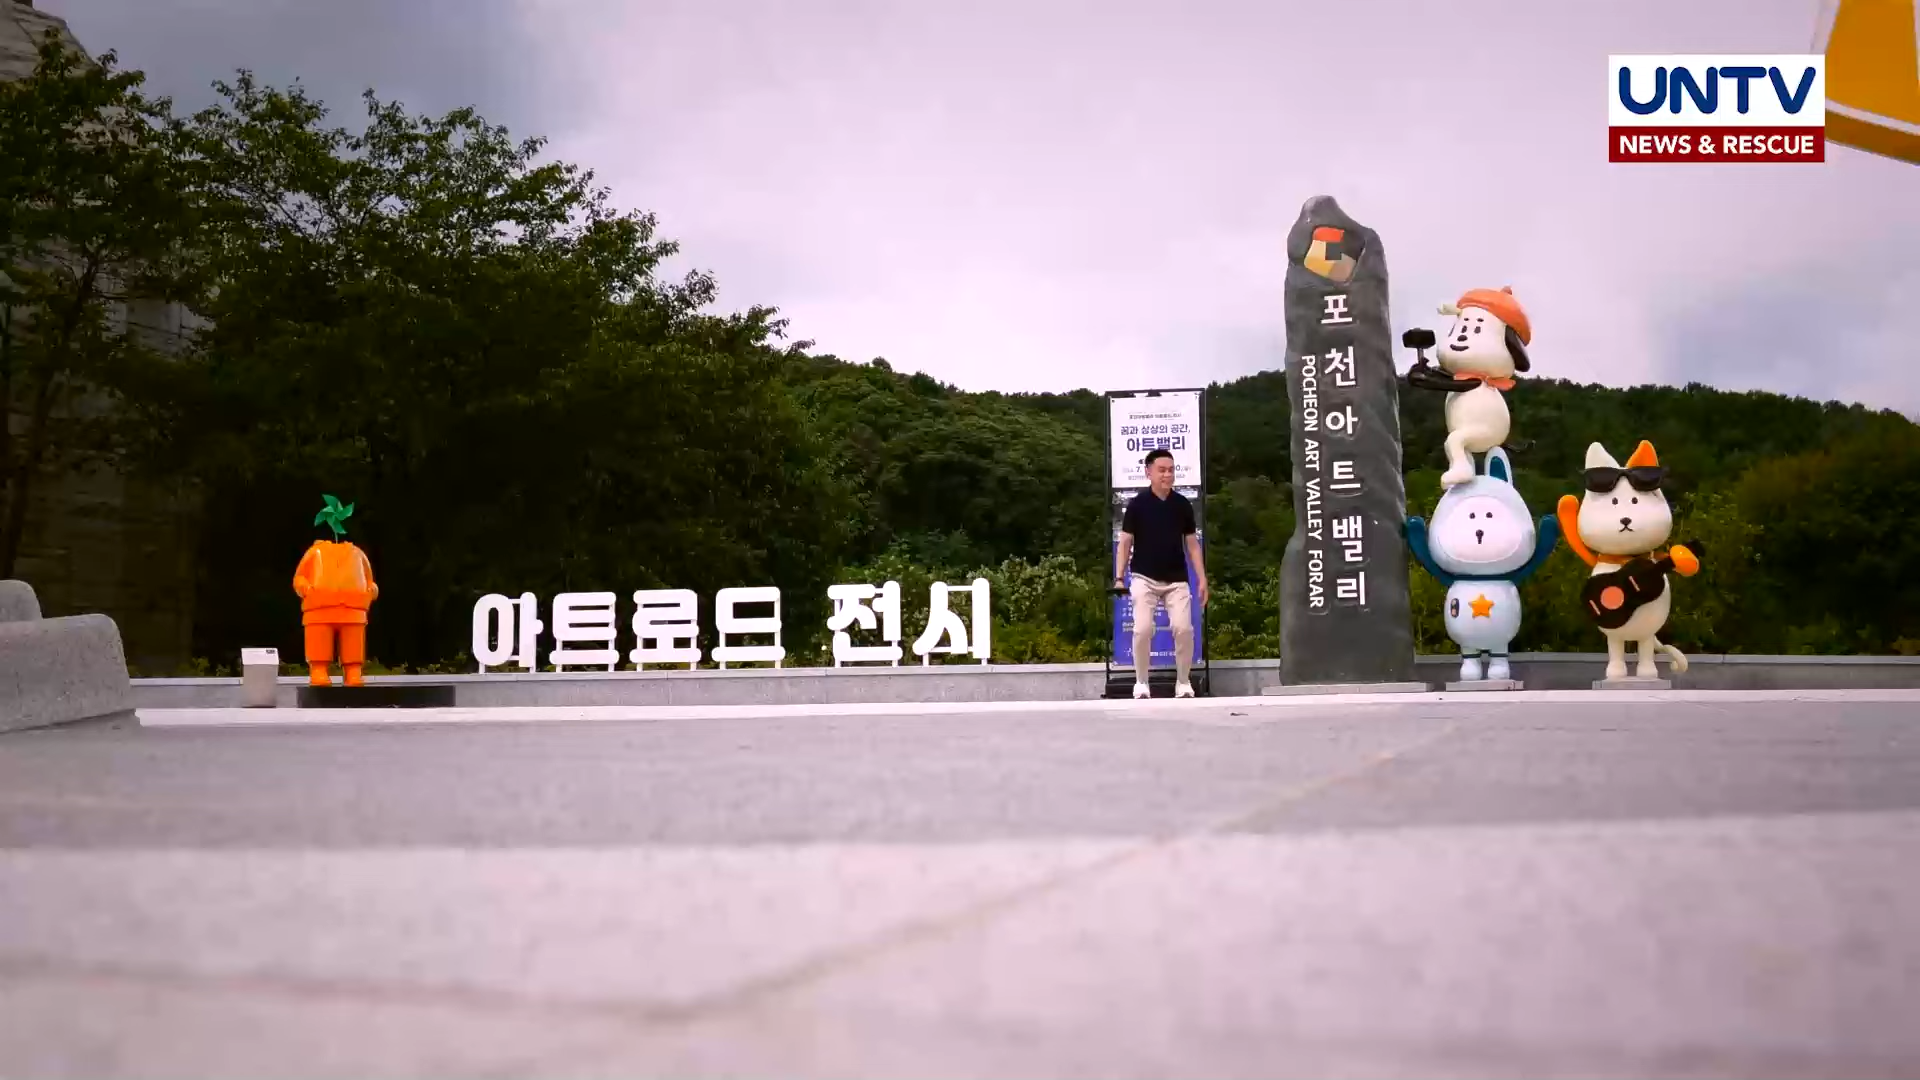 UNTV
NEWS & RESCUE
포천아트밸리
POCHEON ART VALLEY FORAR
꿈과 상상의 공간,
아트밸리
아트로드 전시